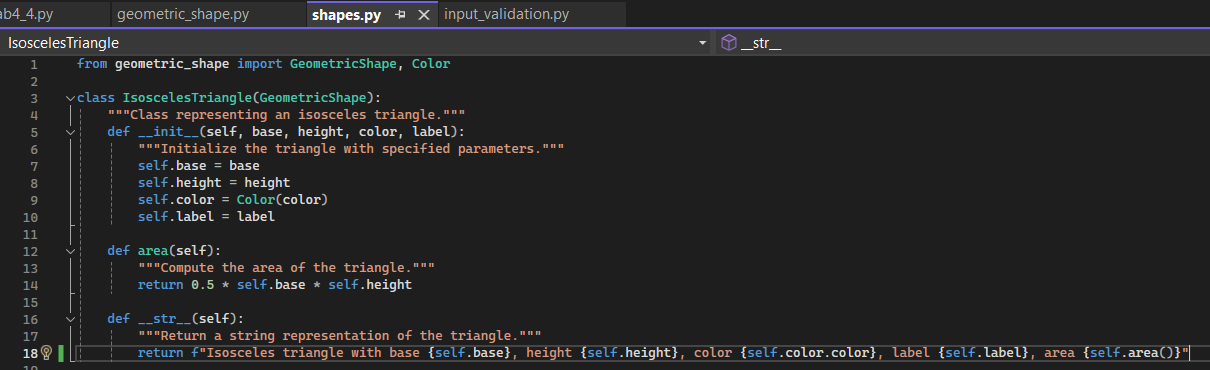 ab4_4.py geometric_shape.py shapes.py input_validation.py
IsoscelesTriangle __str__
1 from geometric_shape import GeometricShape, Color
2
3 class IsoscelesTriangle(GeometricShape):
4 """Class representing an isosceles triangle."""
5 def __init__(self, base, height, color, label):
6 """Initialize the triangle with specified parameters."""
7 self.base = base
8 self.height = height
9 self.color = Color(color)
10 self.label = label
11
12 def area(self):
13 """Compute the area of the triangle."""
14 return 0.5 * self.base * self.height
15
16 def __str__(self):
17 """Return a string representation of the triangle."""
18 return f"Isosceles triangle with base {self.base}, height {self.height}, color {self.color.color}, label {self.label}, area {self.area()}"